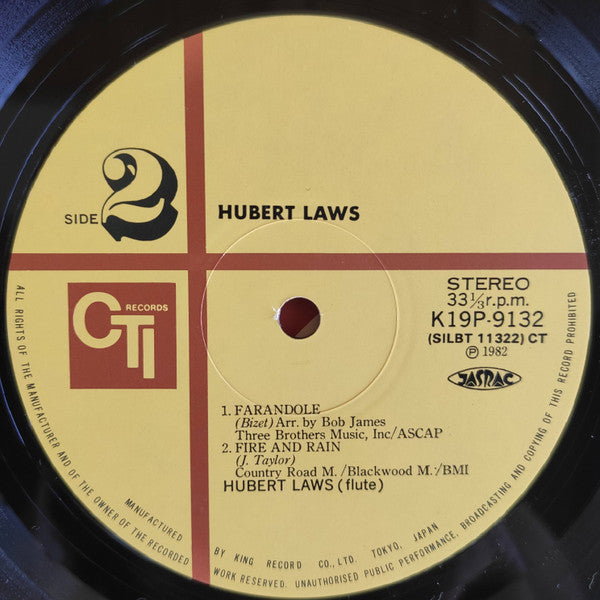 SIDE 2
HUBERT LAWS
CTI RECORDS
STEREO
33⅓ r.p.m.
K19P-9132
(SILBT 11322) CT
℗ 1982
JASRAC
1. FARANDOLE
(Bizet) Arr. by Bob James
Three Brothers Music, Inc/ASCAP
2. FIRE AND RAIN
(J. Taylor)
Country Road M./Blackwood M./BMI
HUBERT LAWS (flute)
ALL RIGHTS OF THE MANUFACTURER AND OF THE OWNER OF THE RECORDED WORK RESERVED. UNAUTHORISED PUBLIC PERFORMANCE, BROADCASTING AND COPYING OF THIS RECORD PROHIBITED
MANUFACTURED BY KING RECORD CO., LTD. TOKYO, JAPAN